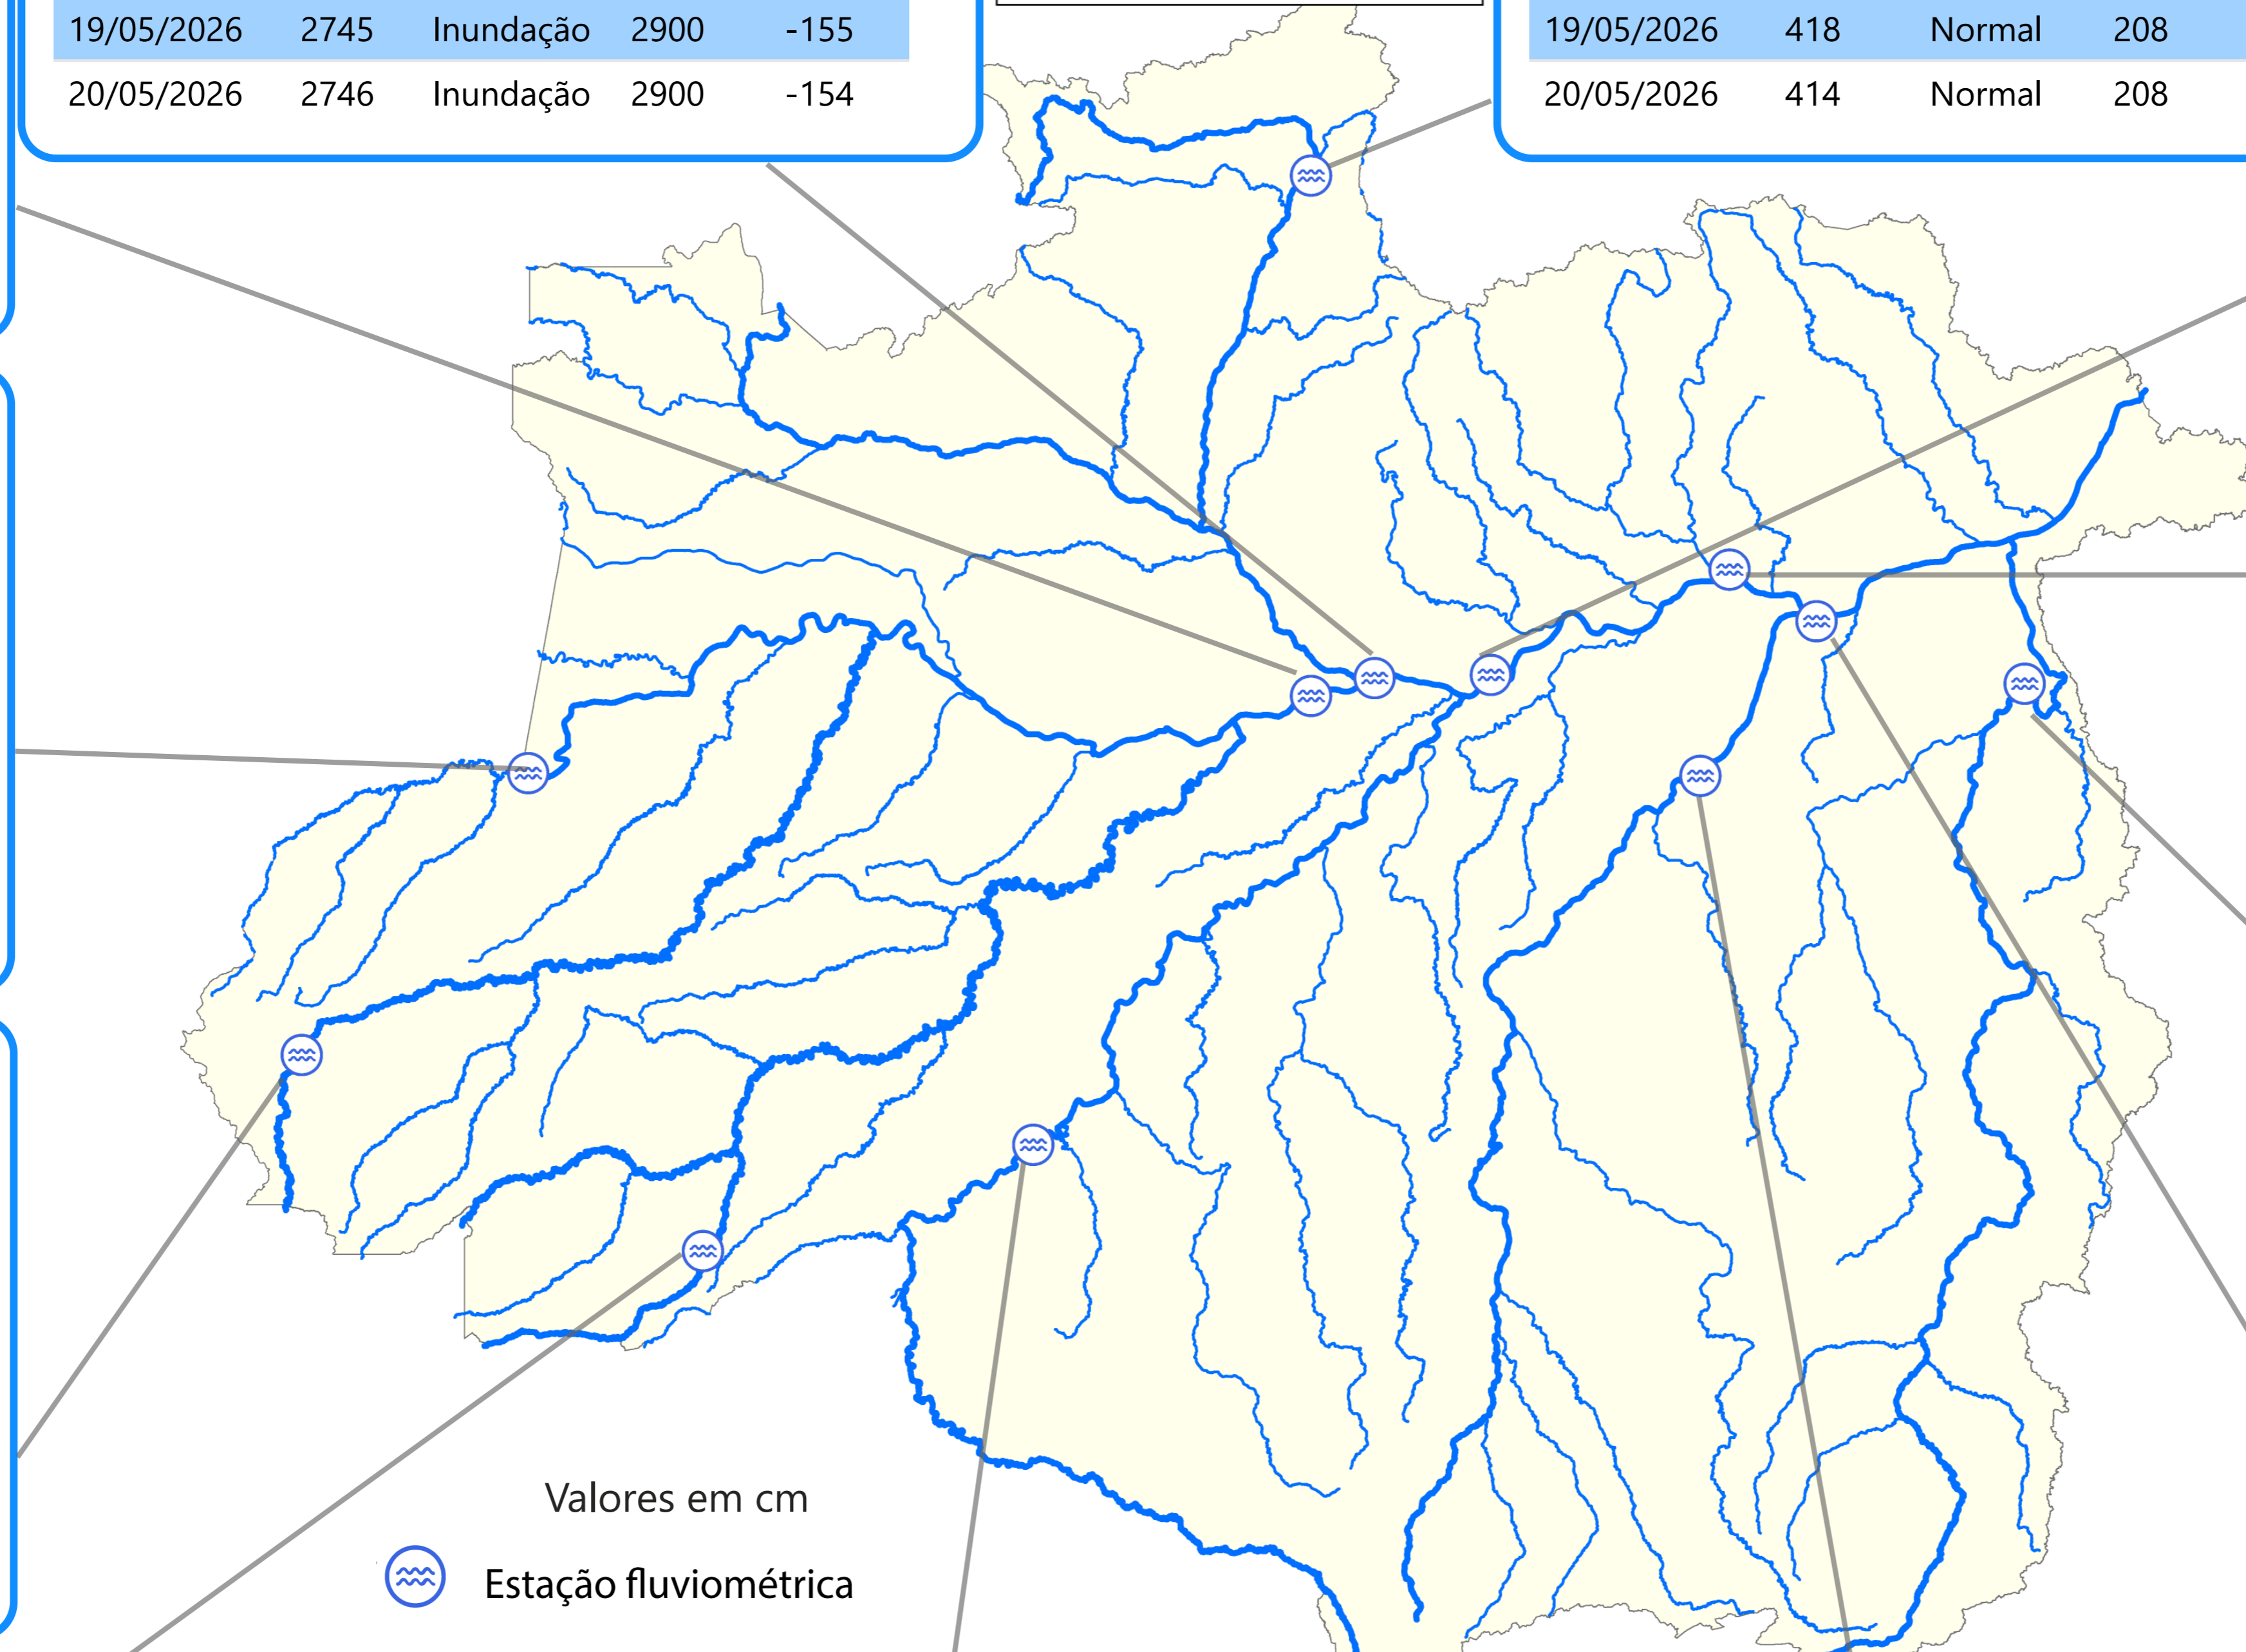 19/05/2026 2745 Inundação 2900 -155
20/05/2026 2746 Inundação 2900 -154
19/05/2026 418 Normal 208
20/05/2026 414 Normal 208
Valores em cm
Estação fluviométrica